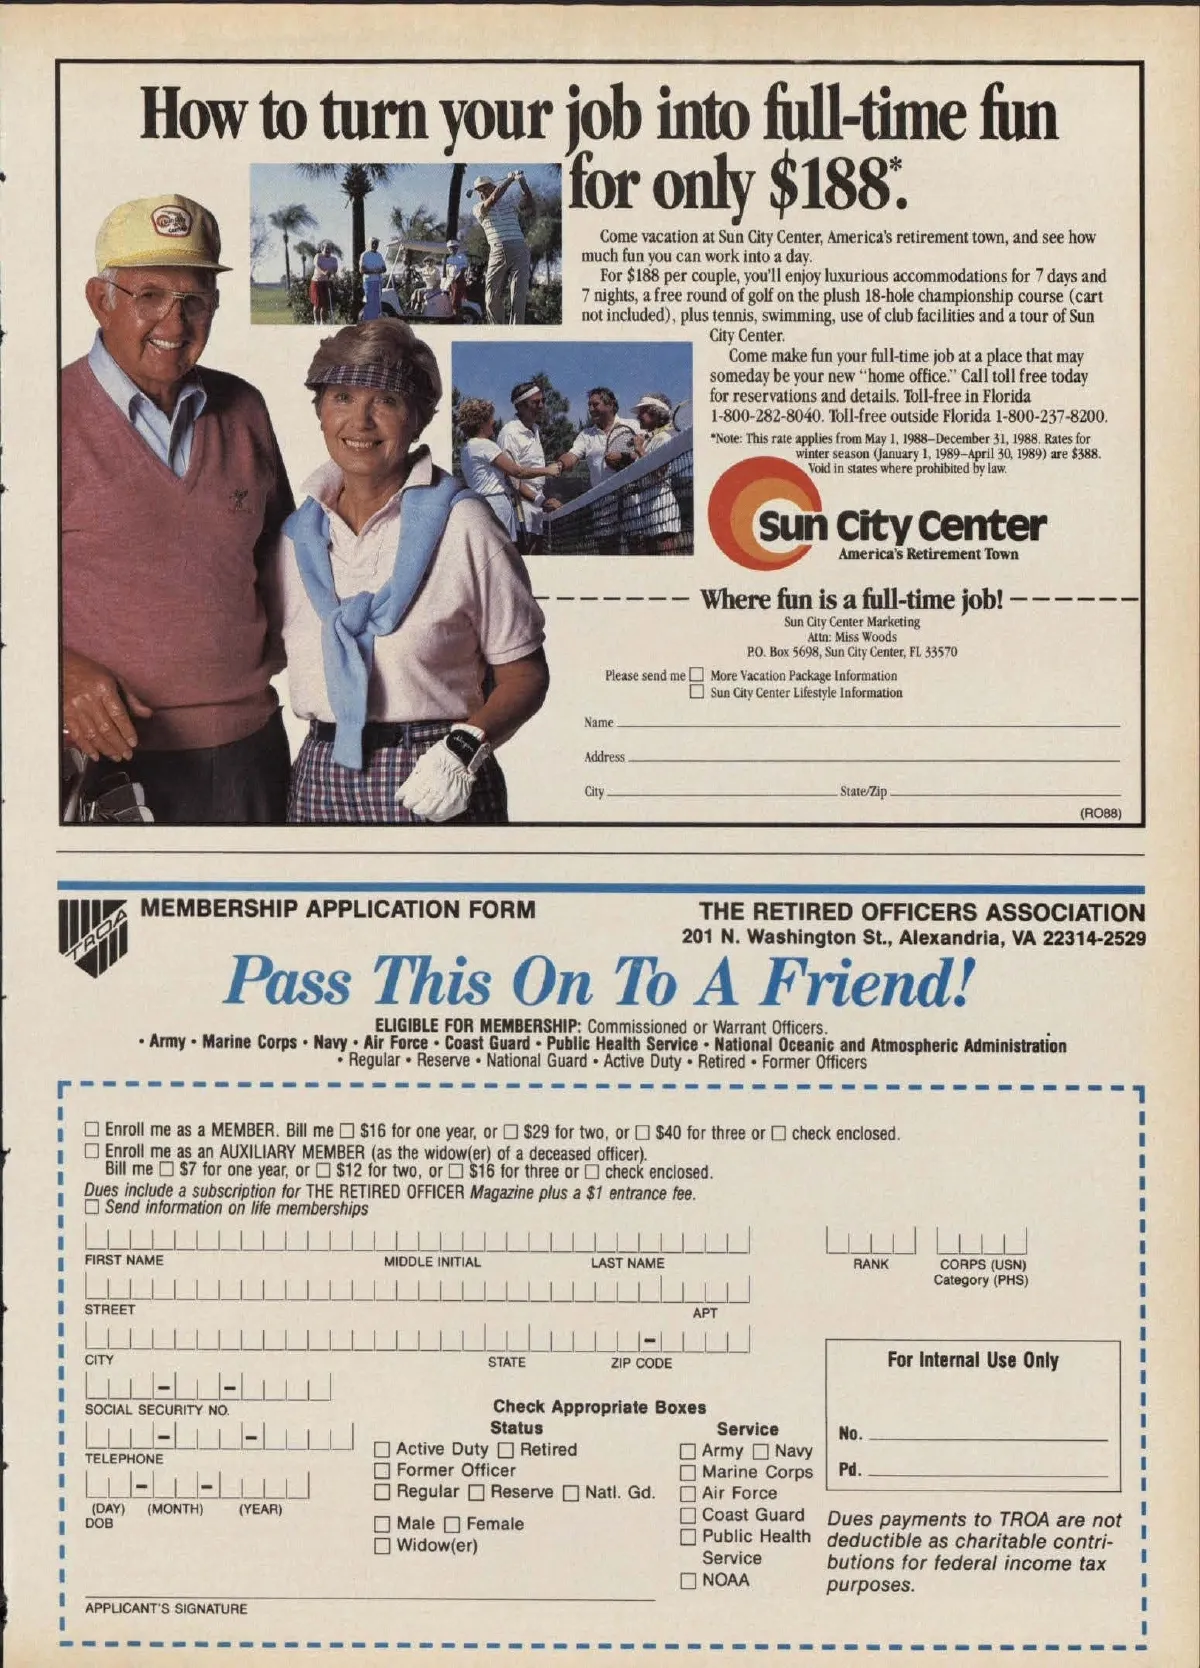 How to turn your job into full-time fun
for only $188*.
Come vacation at Sun City Center, America's retirement town, and see how
much fun you can work into a day.
For $188 per couple, you'll enjoy luxurious accommodations for 7 days and
7 nights, a free round of golf on the plush 18-hole championship course (cart
not included), plus tennis, swimming, use of club facilities and a tour of Sun
City Center.
Come make fun your full-time job at a place that may
someday be your new "home office." Call toll free today
for reservations and details. Toll-free in Florida
1-800-282-8040. Toll-free outside Florida 1-800-237-8200.
*Note: This rate applies from May 1, 1988–December 31, 1988. Rates for
winter season (January 1, 1989–April 30, 1989) are $388.
Void in states where prohibited by law.
Sun City Center
America's Retirement Town
Where fun is a full-time job!
Sun City Center Marketing
Attn: Miss Woods
P.O. Box 5698, Sun City Center, FL 33570
Please send me ☐ More Vacation Package Information
☐ Sun City Center Lifestyle Information
Name
Address
City State/Zip
(RO88)
TROA
MEMBERSHIP APPLICATION FORM THE RETIRED OFFICERS ASSOCIATION
201 N. Washington St., Alexandria, VA 22314-2529
Pass This On To A Friend!
ELIGIBLE FOR MEMBERSHIP: Commissioned or Warrant Officers.
• Army • Marine Corps • Navy • Air Force • Coast Guard • Public Health Service • National Oceanic and Atmospheric Administration
• Regular • Reserve • National Guard • Active Duty • Retired • Former Officers
☐ Enroll me as a MEMBER. Bill me ☐ $16 for one year, or ☐ $29 for two, or ☐ $40 for three or ☐ check enclosed.
☐ Enroll me as an AUXILIARY MEMBER (as the widow(er) of a deceased officer).
Bill me ☐ $7 for one year, or ☐ $12 for two, or ☐ $16 for three or ☐ check enclosed.
Dues include a subscription for THE RETIRED OFFICER Magazine plus a $1 entrance fee.
☐ Send information on life memberships
FIRST NAME MIDDLE INITIAL LAST NAME RANK CORPS (USN)
Category (PHS)
STREET APT
CITY STATE ZIP CODE
SOCIAL SECURITY NO.
TELEPHONE
(DAY) (MONTH) (YEAR)
DOB
Check Appropriate Boxes
Status
☐ Active Duty ☐ Retired
☐ Former Officer
☐ Regular ☐ Reserve ☐ Natl. Gd.
☐ Male ☐ Female
☐ Widow(er)
Service
☐ Army ☐ Navy
☐ Marine Corps
☐ Air Force
☐ Coast Guard
☐ Public Health
Service
☐ NOAA
For Internal Use Only
No.
Pd.
Dues payments to TROA are not
deductible as charitable contri-
butions for federal income tax
purposes.
APPLICANT'S SIGNATURE